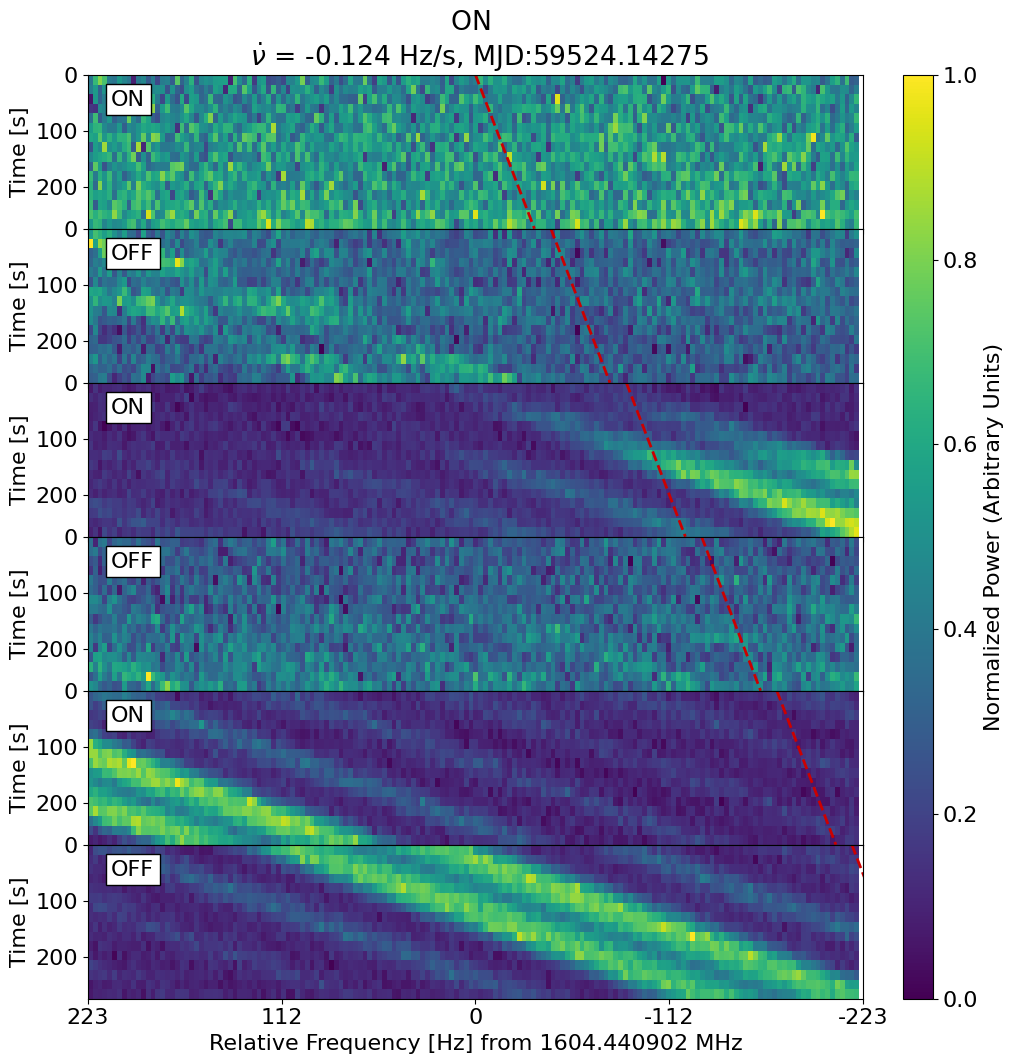 ON
ν̇ = -0.124 Hz/s, MJD:59524.14275
0
100
200
Time [s]
ON
0
100
200
Time [s]
OFF
0
100
200
Time [s]
ON
0
100
200
Time [s]
OFF
0
100
200
Time [s]
ON
0
100
200
Time [s]
OFF
223
112
0
-112
-223
Relative Frequency [Hz] from 1604.440902 MHz
1.0
0.8
0.6
0.4
0.2
0.0
Normalized Power (Arbitrary Units)